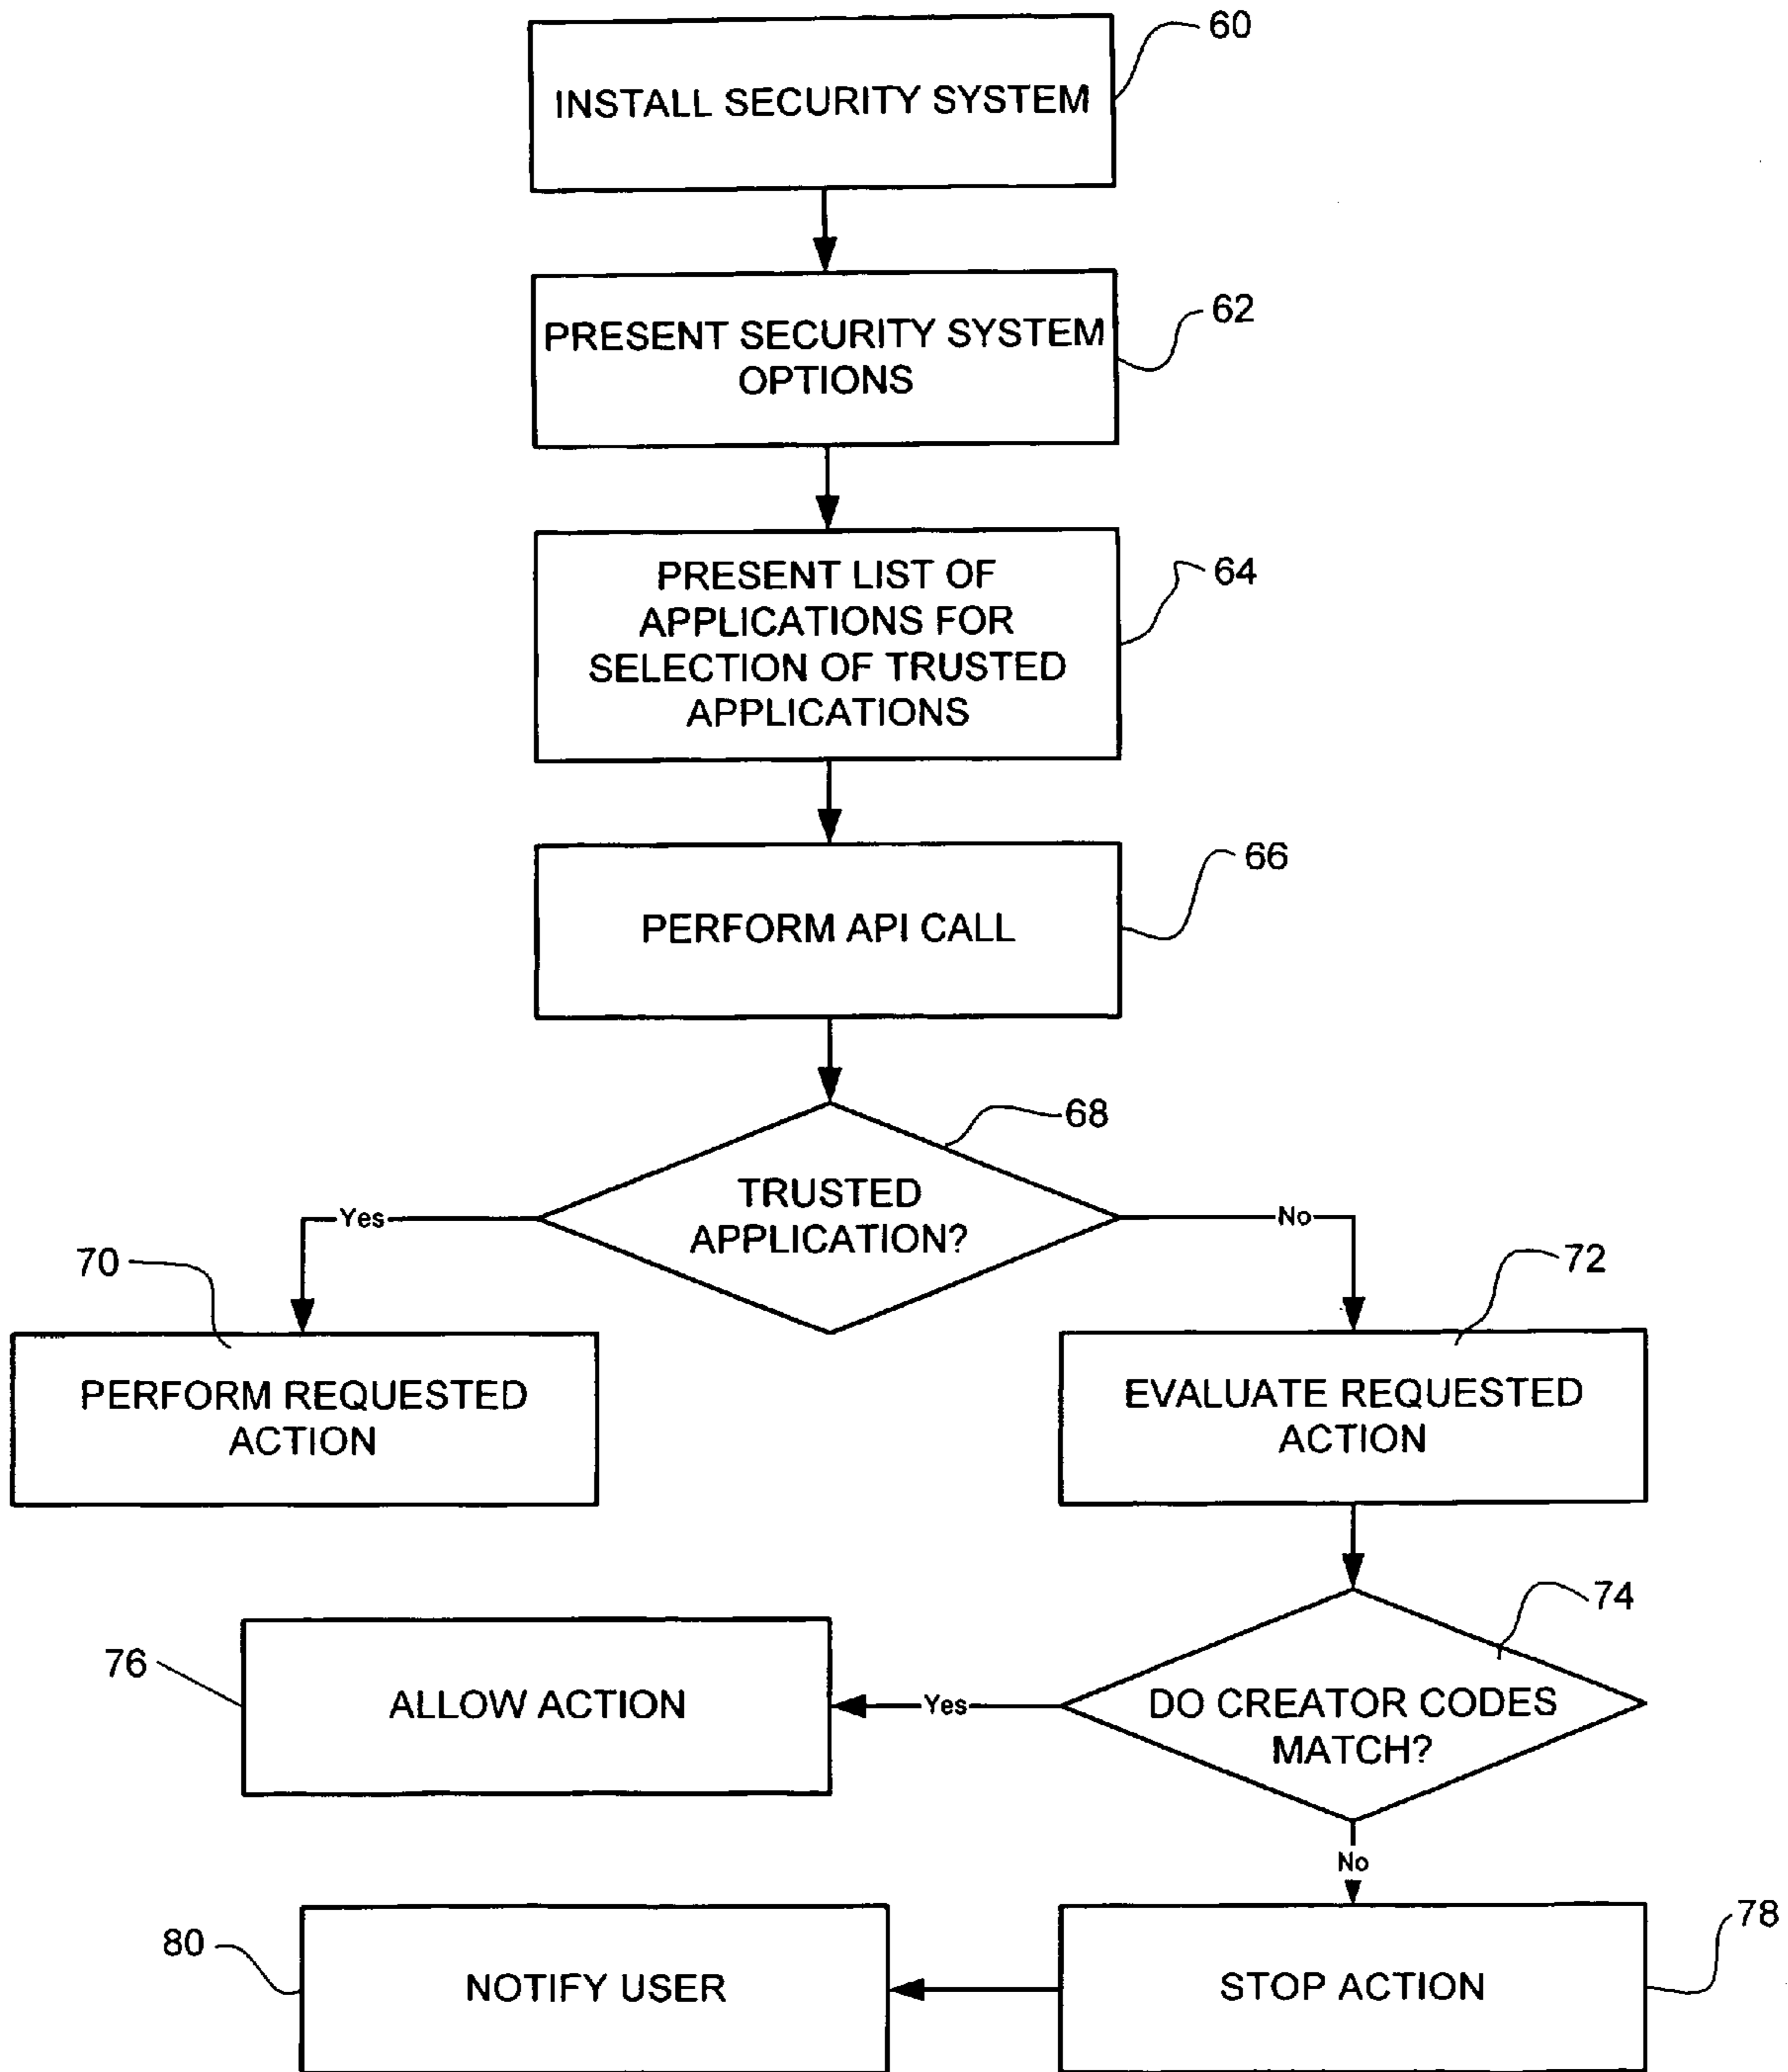 60
INSTALL SECURITY SYSTEM
62
PRESENT SECURITY SYSTEM
OPTIONS
64
PRESENT LIST OF
APPLICATIONS FOR
SELECTION OF TRUSTED
APPLICATIONS
66
PERFORM API CALL
68
TRUSTED
APPLICATION?
Yes
No
70
72
PERFORM REQUESTED
ACTION
EVALUATE REQUESTED
ACTION
74
76
ALLOW ACTION
Yes
DO CREATOR CODES
MATCH?
No
78
80
NOTIFY USER
STOP ACTION